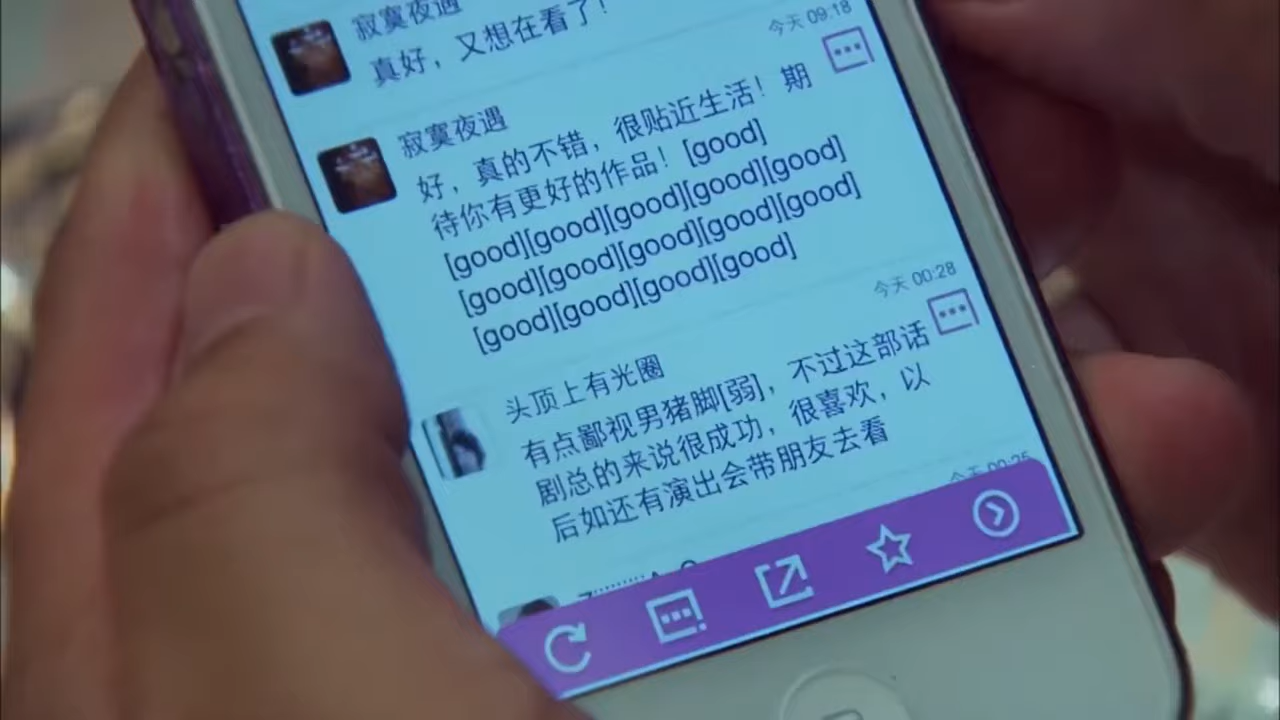 寂寞夜遇
真好，又想在看了！
今天 09:18
寂寞夜遇
好，真的不错，很贴近生活！期
待你有更好的作品！[good]
[good][good][good][good]
[good][good][good][good]
[good][good][good][good]
今天 00:28
头顶上有光圈
有点鄙视男猪脚[弱]，不过这部话
剧总的来说很成功，很喜欢，以
后如还有演出会带朋友去看
今天 00:25